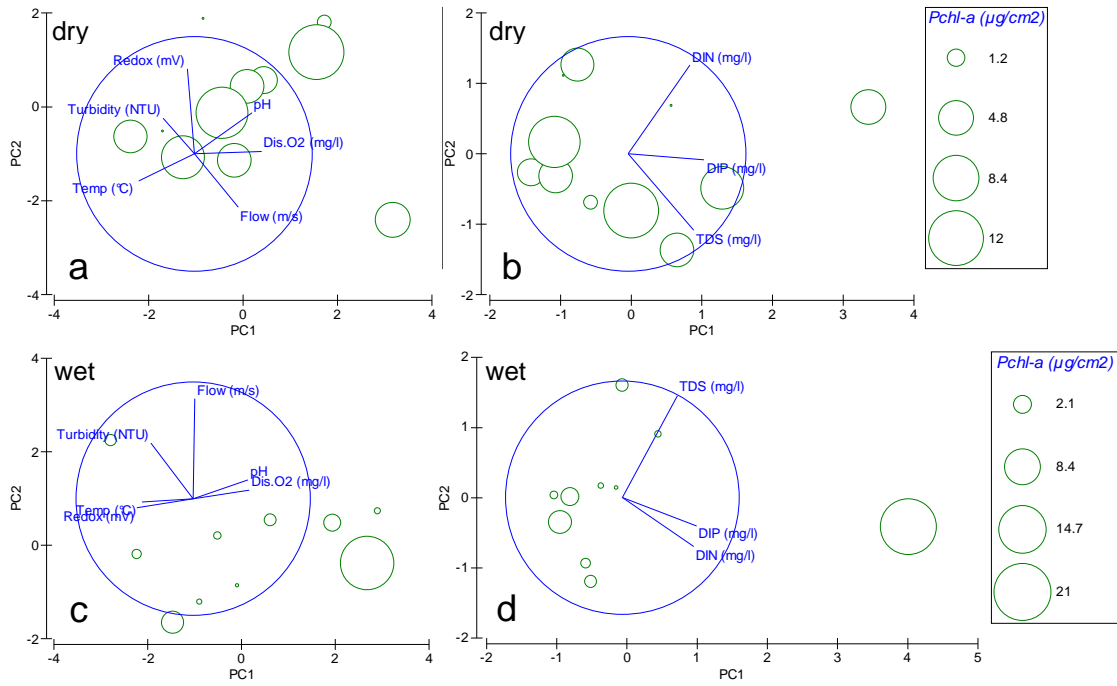 dry
2
0
-2
-4
PC2
Redox (mV)
Turbidity (NTU)
pH
Dis.O2 (mg/l)
Temp (°C)
Flow (m/s)
a
-4
-2
0
2
4
PC1
dry
2
1
0
-1
-2
PC2
DIN (mg/l)
DIP (mg/l)
TDS (mg/l)
b
-2
-1
0
1
2
3
4
PC1
Pchl-a (µg/cm2)
1.2
4.8
8.4
12
wet
4
2
0
-2
PC2
Flow (m/s)
Turbidity (NTU)
pH
Dis.O2 (mg/l)
Temp (°C)
Redox (mV)
c
-4
-2
0
2
4
PC1
wet
2
1
0
-1
-2
PC2
TDS (mg/l)
DIP (mg/l)
DIN (mg/l)
d
-2
-1
0
1
2
3
4
5
PC1
Pchl-a (µg/cm2)
2.1
8.4
14.7
21